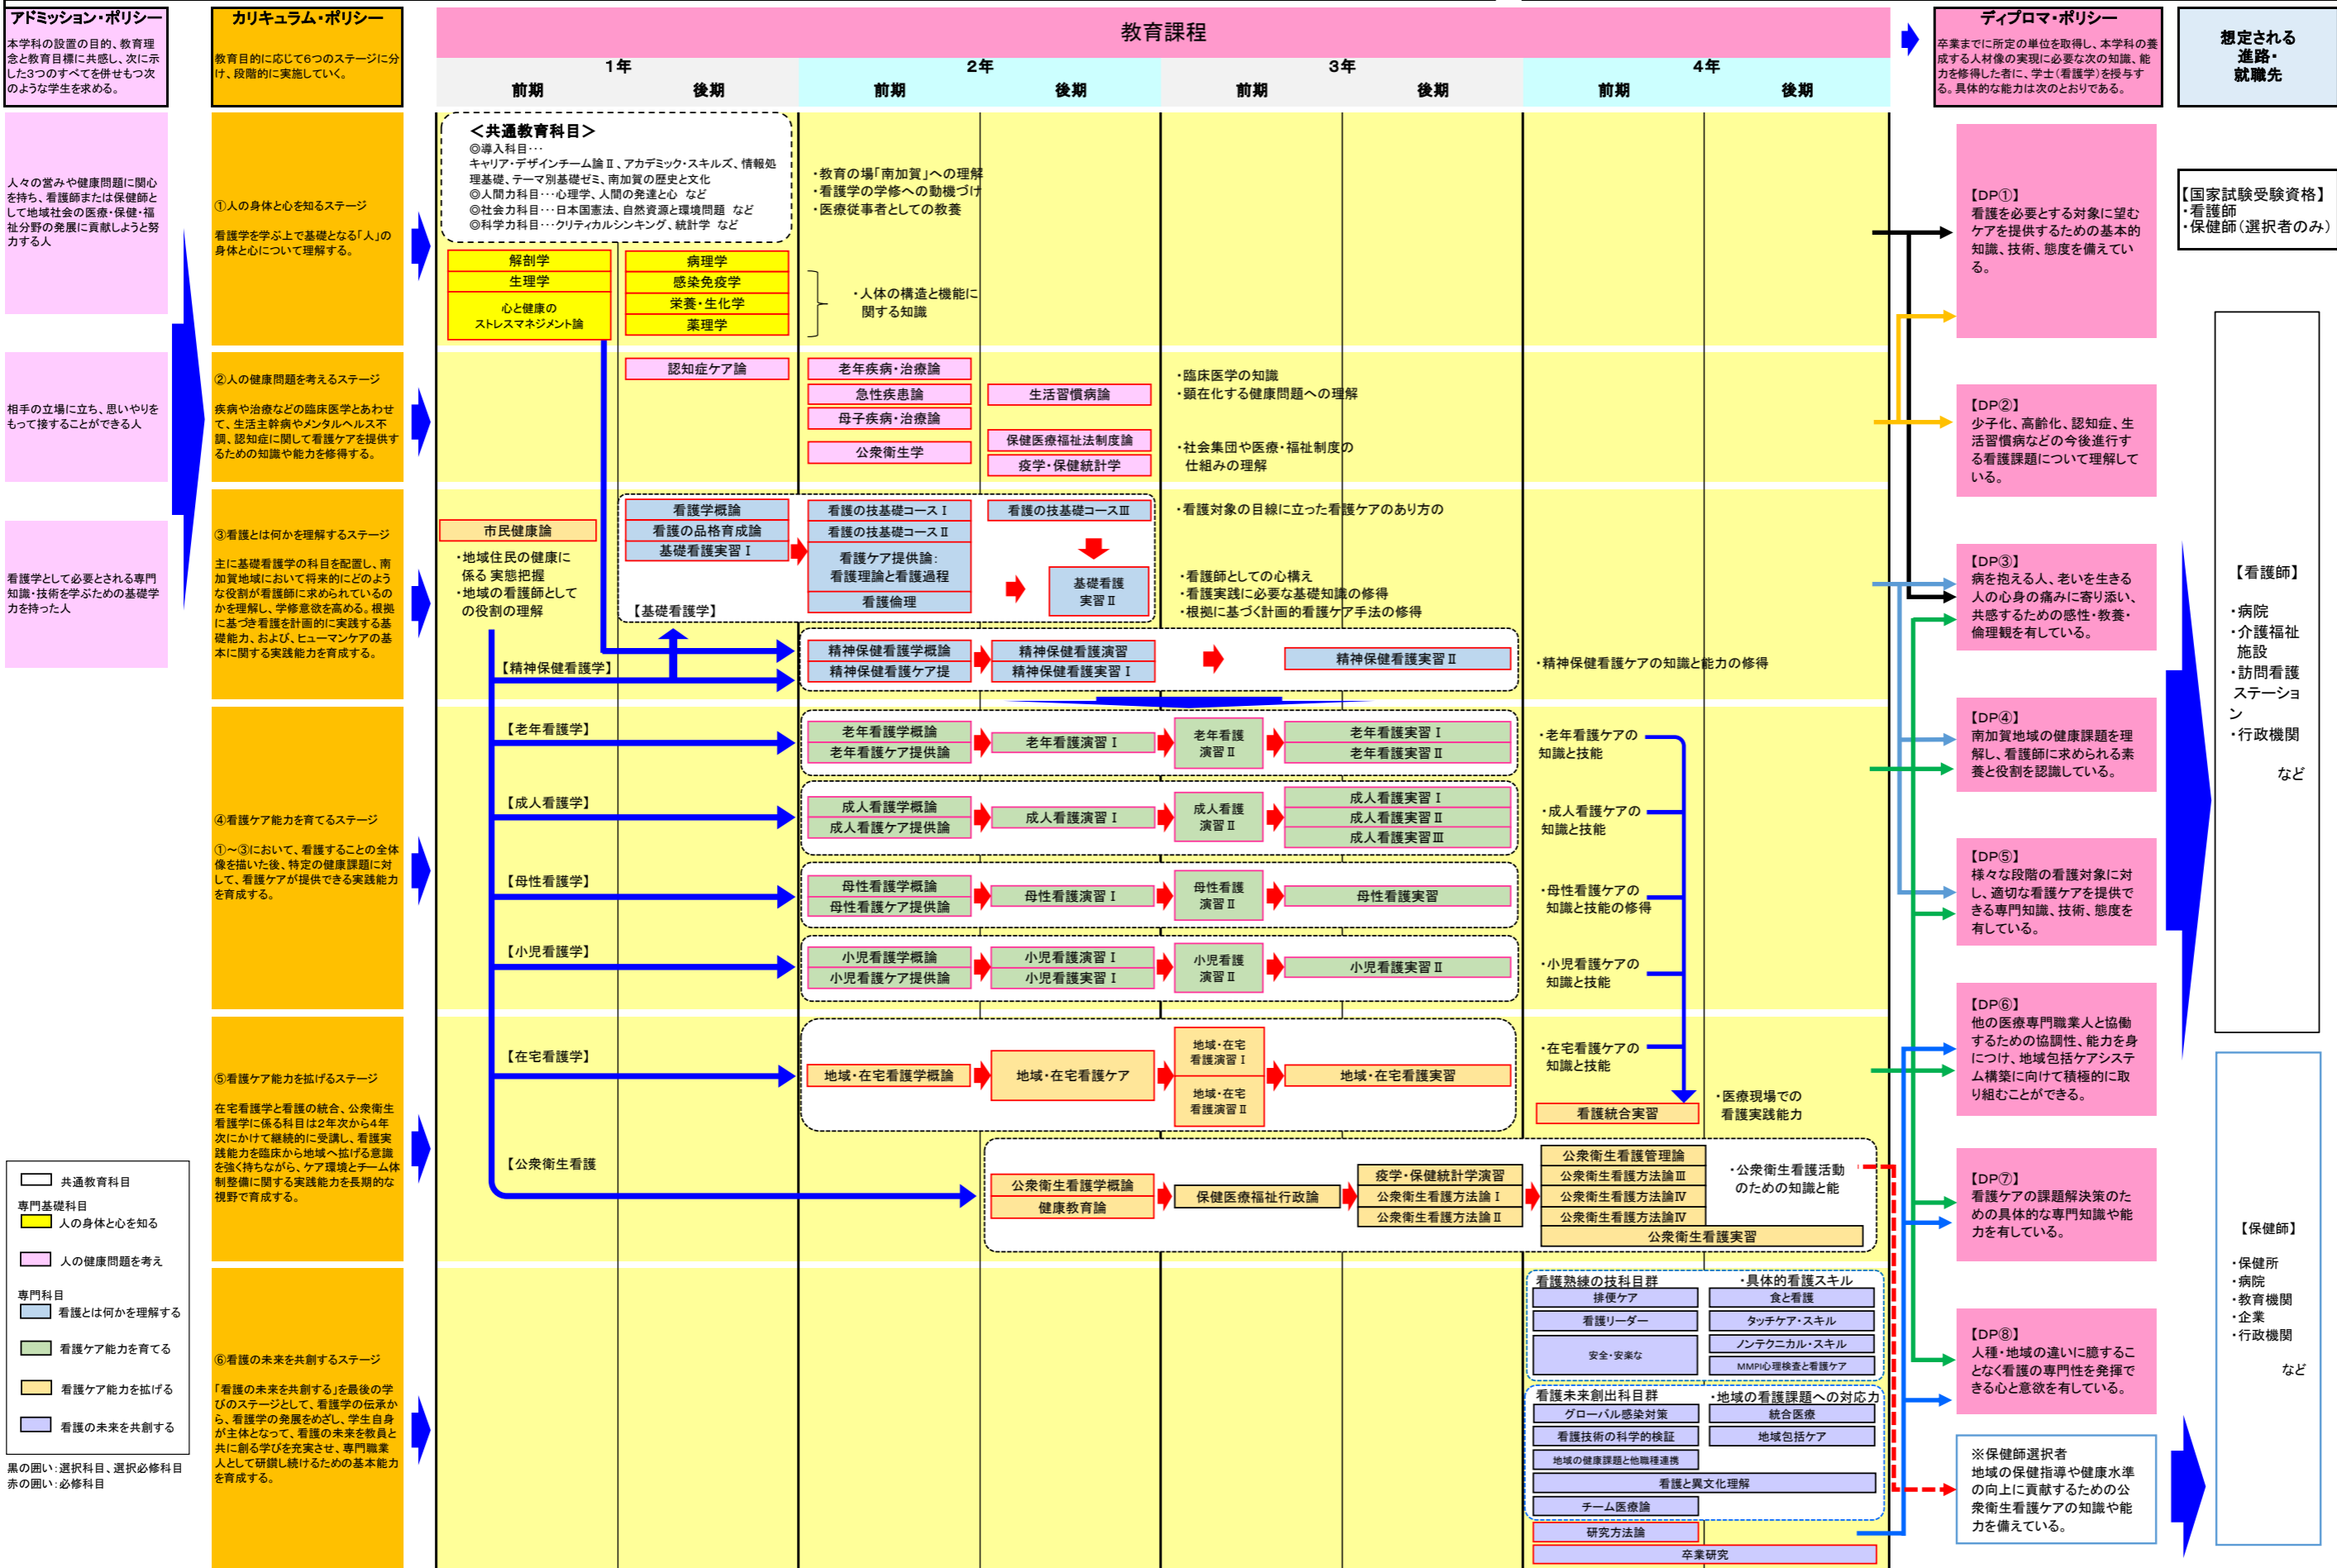 アドミッション・ポリシー
本学科の設置の目的、教育理
念と教育目標に共感し、次に示
した3つのすべてを併せもつ次
のような学生を求める。
人々の営みや健康問題に関心
を持ち、看護師または保健師と
して地域社会の医療・保健・福
祉分野の発展に貢献しようと努
力する人
相手の立場に立ち、思いやりを
もって接することができる人
看護学として必要とされる専門
知識・技術を学ぶための基礎学
力を持った人
共通教育科目
専門基礎科目
人の身体と心を知る
人の健康問題を考え
専門科目
看護とは何かを理解する
看護ケア能力を育てる
看護ケア能力を拡げる
看護の未来を共創する
黒の囲い:選択科目、選択必修科目
赤の囲い:必修科目
カリキュラム・ポリシー
教育目的に応じて6つのステージに分
け、段階的に実施していく。
①人の身体と心を知るステージ
看護学を学ぶ上で基礎となる「人」の
身体と心について理解する。
②人の健康問題を考えるステージ
疾病や治療などの臨床医学とあわせ
て、生活主幹病やメンタルヘルス不
調、認知症に関して看護ケアを提供す
るための知識や能力を修得する。
③看護とは何かを理解するステージ
主に基礎看護学の科目を配置し、南
加賀地域において将来的にどのよう
な役割が看護師に求められているの
かを理解し、学修意欲を高める。根拠
に基づき看護を計画的に実践する基
礎能力、および、ヒューマンケアの基
本に関する実践能力を育成する。
④看護ケア能力を育てるステージ
①～③において、看護することの全体
像を描いた後、特定の健康課題に対
して、看護ケアが提供できる実践能力
を育成する。
⑤看護ケア能力を拡げるステージ
在宅看護学と看護の統合、公衆衛生
看護学に係る科目は2年次から4年
次にかけて継続的に受講し、看護実
践能力を臨床から地域へ拡げる意識
を強く持ちながら、ケア環境とチーム体
制整備に関する実践能力を長期的な
視野で育成する。
⑥看護の未来を共創するステージ
「看護の未来を共創する」を最後の学
びのステージとして、看護学の伝承か
ら、看護学の発展をめざし、学生自身
が主体となって、看護の未来を教員と
共に創る学びを充実させ、専門職業
人として研鑽し続けるための基本能力
を育成する。
教育課程
1年
2年
3年
4年
前期
後期
前期
後期
前期
後期
前期
後期
＜共通教育科目＞
◎導入科目･･･
キャリア・デザインチーム論Ⅱ、アカデミック・スキルズ、情報処
理基礎、テーマ別基礎ゼミ、南加賀の歴史と文化
◎人間力科目･･･心理学、人間の発達と心 など
◎社会力科目･･･日本国憲法、自然資源と環境問題 など
◎科学力科目･･･クリティカルシンキング、統計学 など
・教育の場「南加賀」への理解
・看護学の学修への動機づけ
・医療従事者としての教養
解剖学
生理学
心と健康の
ストレスマネジメント論
病理学
感染免疫学
栄養・生化学
薬理学
・人体の構造と機能に
関する知識
認知症ケア論
老年疾病・治療論
急性疾患論
母子疾病・治療論
公衆衛生学
生活習慣病論
保健医療福祉法制度論
疫学・保健統計学
・臨床医学の知識
・顕在化する健康問題への理解
・社会集団や医療・福祉制度の
仕組みの理解
市民健康論
・地域住民の健康に
係る 実態把握
・地域の看護師として
の役割の理解
看護学概論
看護の品格育成論
基礎看護実習Ⅰ
【基礎看護学】
看護の技基礎コースⅠ
看護の技基礎コースⅡ
看護ケア提供論:
看護理論と看護過程
看護倫理
看護の技基礎コースⅢ
基礎看護
実習Ⅱ
・看護対象の目線に立った看護ケアのあり方の
・看護師としての心構え
・看護実践に必要な基礎知識の修得
・根拠に基づく計画的看護ケア手法の修得
【精神保健看護学】
精神保健看護学概論
精神保健看護ケア提
精神保健看護演習
精神保健看護実習Ⅰ
精神保健看護実習Ⅱ
・精神保健看護ケアの知識と能力の修得
【老年看護学】
老年看護学概論
老年看護ケア提供論
老年看護演習Ⅰ
老年看護
演習Ⅱ
老年看護実習Ⅰ
老年看護実習Ⅱ
・老年看護ケアの
知識と技能
【成人看護学】
成人看護学概論
成人看護ケア提供論
成人看護演習Ⅰ
成人看護
演習Ⅱ
成人看護実習Ⅰ
成人看護実習Ⅱ
成人看護実習Ⅲ
・成人看護ケアの
知識と技能
【母性看護学】
母性看護学概論
母性看護ケア提供論
母性看護演習Ⅰ
母性看護
演習Ⅱ
母性看護実習
・母性看護ケアの
知識と技能の修得
【小児看護学】
小児看護学概論
小児看護ケア提供論
小児看護演習Ⅰ
小児看護実習Ⅰ
小児看護
演習Ⅱ
小児看護実習Ⅱ
・小児看護ケアの
知識と技能
【在宅看護学】
地域・在宅看護学概論
地域・在宅看護ケア
地域・在宅
看護演習Ⅰ
地域・在宅
看護演習Ⅱ
地域・在宅看護実習
・在宅看護ケアの
知識と技能
看護統合実習
・医療現場での
看護実践能力
【公衆衛生看護
公衆衛生看護学概論
健康教育論
保健医療福祉行政論
疫学・保健統計学演習
公衆衛生看護方法論Ⅰ
公衆衛生看護方法論Ⅱ
公衆衛生看護管理論
公衆衛生看護方法論Ⅲ
公衆衛生看護方法論Ⅳ
公衆衛生看護方法論Ⅳ
公衆衛生看護実習
・公衆衛生看護活動
のための知識と能
看護熟練の技科目群
・具体的看護スキル
排便ケア
食と看護
看護リーダー
タッチケア・スキル
安全・安楽な
ノンテクニカル・スキル
MMPI心理検査と看護ケア
看護未来創出科目群
・地域の看護課題への対応力
グローバル感染対策
統合医療
看護技術の科学的検証
地域包括ケア
地域の健康課題と他職種連携
看護と異文化理解
チーム医療論
研究方法論
卒業研究
ディプロマ・ポリシー
卒業までに所定の単位を取得し、本学科の養
成する人材像の実現に必要な次の知識、能
力を修得した者に、学士（看護学）を授与す
る。具体的な能力は次のとおりである。
【DP①】
看護を必要とする対象に望む
ケアを提供するための基本的
知識、技術、態度を備えてい
る。
【DP②】
少子化、高齢化、認知症、生
活習慣病などの今後進行す
る看護課題について理解して
いる。
【DP③】
病を抱える人、老いを生きる
人の心身の痛みに寄り添い、
共感するための感性・教養・
倫理観を有している。
【DP④】
南加賀地域の健康課題を理
解し、看護師に求められる素
養と役割を認識している。
【DP⑤】
様々な段階の看護対象に対
し、適切な看護ケアを提供で
きる専門知識、技術、態度を
有している。
【DP⑥】
他の医療専門職業人と協働
するための協調性、能力を身
につけ、地域包括ケアシステ
ム構築に向けて積極的に取
り組むことができる。
【DP⑦】
看護ケアの課題解決策のた
めの具体的な専門知識や能
力を有している。
【DP⑧】
人種・地域の違いに臆するこ
となく看護の専門性を発揮で
きる心と意欲を有している。
※保健師選択者
地域の保健指導や健康水準
の向上に貢献するための公
衆衛生看護ケアの知識や能
力を備えている。
想定される
進路・
就職先
【国家試験受験資格】
・看護師
・保健師（選択者のみ）
【看護師】
・病院
・介護福祉
施設
・訪問看護
ステーショ
ン
・行政機関
など
【保健師】
・保健所
・病院
・教育機関
・企業
・行政機関
など